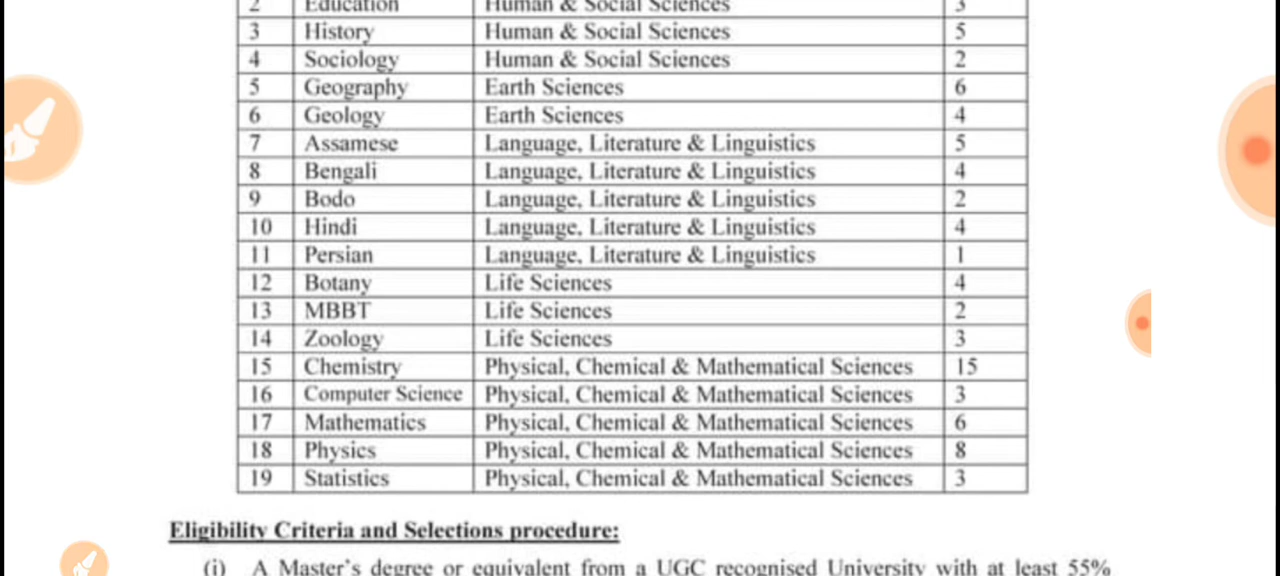 2 Education Human & Social Sciences 3
3 History Human & Social Sciences 5
4 Sociology Human & Social Sciences 2
5 Geography Earth Sciences 6
6 Geology Earth Sciences 4
7 Assamese Language, Literature & Linguistics 5
8 Bengali Language, Literature & Linguistics 4
9 Bodo Language, Literature & Linguistics 2
10 Hindi Language, Literature & Linguistics 4
11 Persian Language, Literature & Linguistics 1
12 Botany Life Sciences 4
13 MBBT Life Sciences 2
14 Zoology Life Sciences 3
15 Chemistry Physical, Chemical & Mathematical Sciences 15
16 Computer Science Physical, Chemical & Mathematical Sciences 3
17 Mathematics Physical, Chemical & Mathematical Sciences 6
18 Physics Physical, Chemical & Mathematical Sciences 8
19 Statistics Physical, Chemical & Mathematical Sciences 3
Eligibility Criteria and Selections procedure:
(i) A Master's degree or equivalent from a UGC recognised University with at least 55%